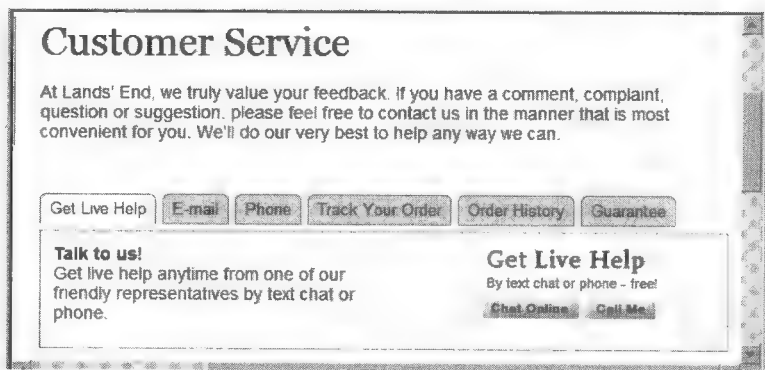 Customer Service
At Lands' End, we truly value your feedback. If you have a comment, complaint,
question or suggestion. please feel free to contact us in the manner that is most
convenient for you. We'll do our very best to help any way we can.
Get Live Help E-mail Phone Track Your Order Order History Guarantee
Talk to us!
Get live help anytime from one of our
friendly representatives by text chat or
phone.
Get Live Help
By text chat or phone - free!
Chat Online Call Me